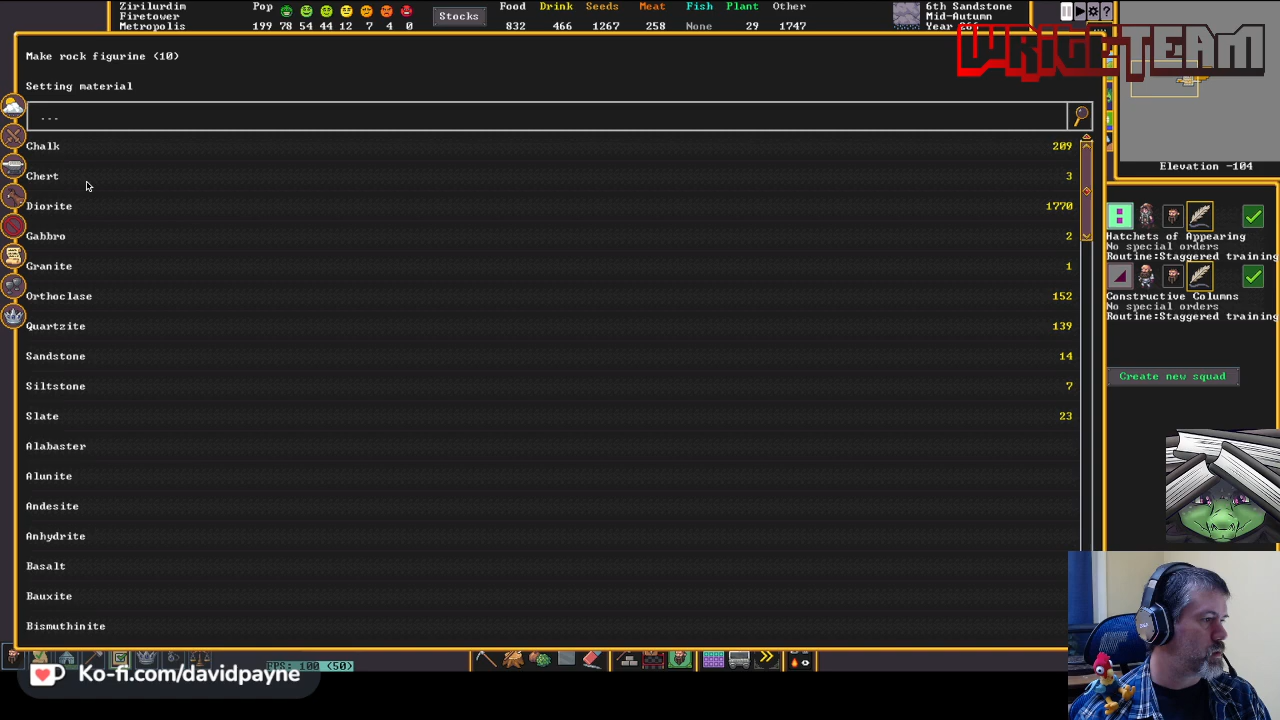 Zirilurdim
Firetower
Metropolis
Pop
199 78 54 44 12 7 4 0
Stocks
Food Drink Seeds Meat Fish Plant Other
832 466 1267 258 None 29 1747
6th Sandstone
Mid-Autumn
WRIGTEAM
Make rock figurine (10)
Setting material
...
Chalk 209
Chert 3
Diorite 1770
Gabbro 2
Granite 1
Orthoclase 152
Quartzite 139
Sandstone 14
Siltstone 7
Slate 23
Alabaster
Alunite
Andesite
Anhydrite
Basalt
Bauxite
Bismuthinite
Elevation -104
Hatchets of Appearing
No special orders
Routine:Staggered training
Constructive Columns
No special orders
Routine:Staggered training
Create new squad
FPS: 100 (50)
Ko-fi.com/davidpayne